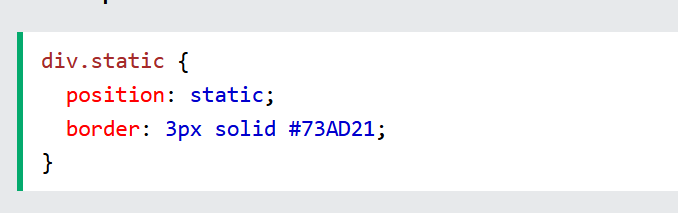 div.static {
  position: static;
  border: 3px solid #73AD21;
}